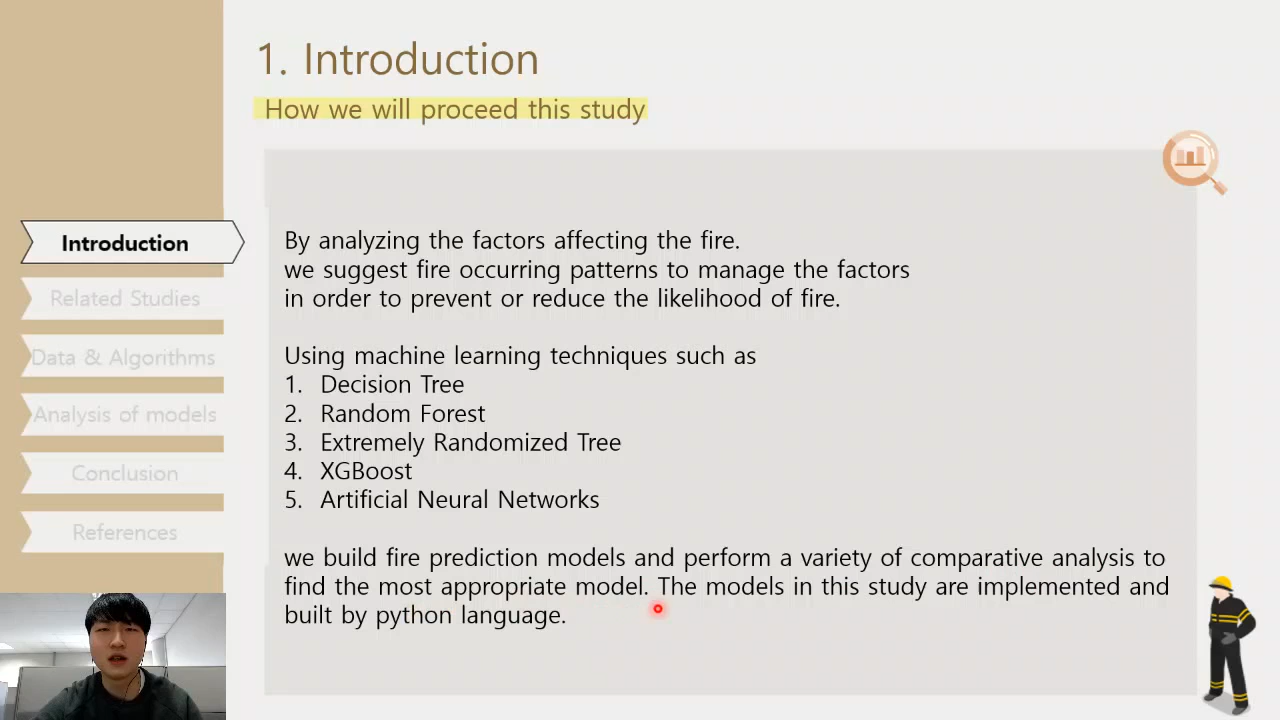 1. Introduction
How we will proceed this study
Introduction
Related Studies
Data & Algorithms
Analysis of models
Conclusion
References
By analyzing the factors affecting the fire.
we suggest fire occurring patterns to manage the factors
in order to prevent or reduce the likelihood of fire.
Using machine learning techniques such as
1. Decision Tree
2. Random Forest
3. Extremely Randomized Tree
4. XGBoost
5. Artificial Neural Networks
we build fire prediction models and perform a variety of comparative analysis to
find the most appropriate model. The models in this study are implemented and
built by python language.